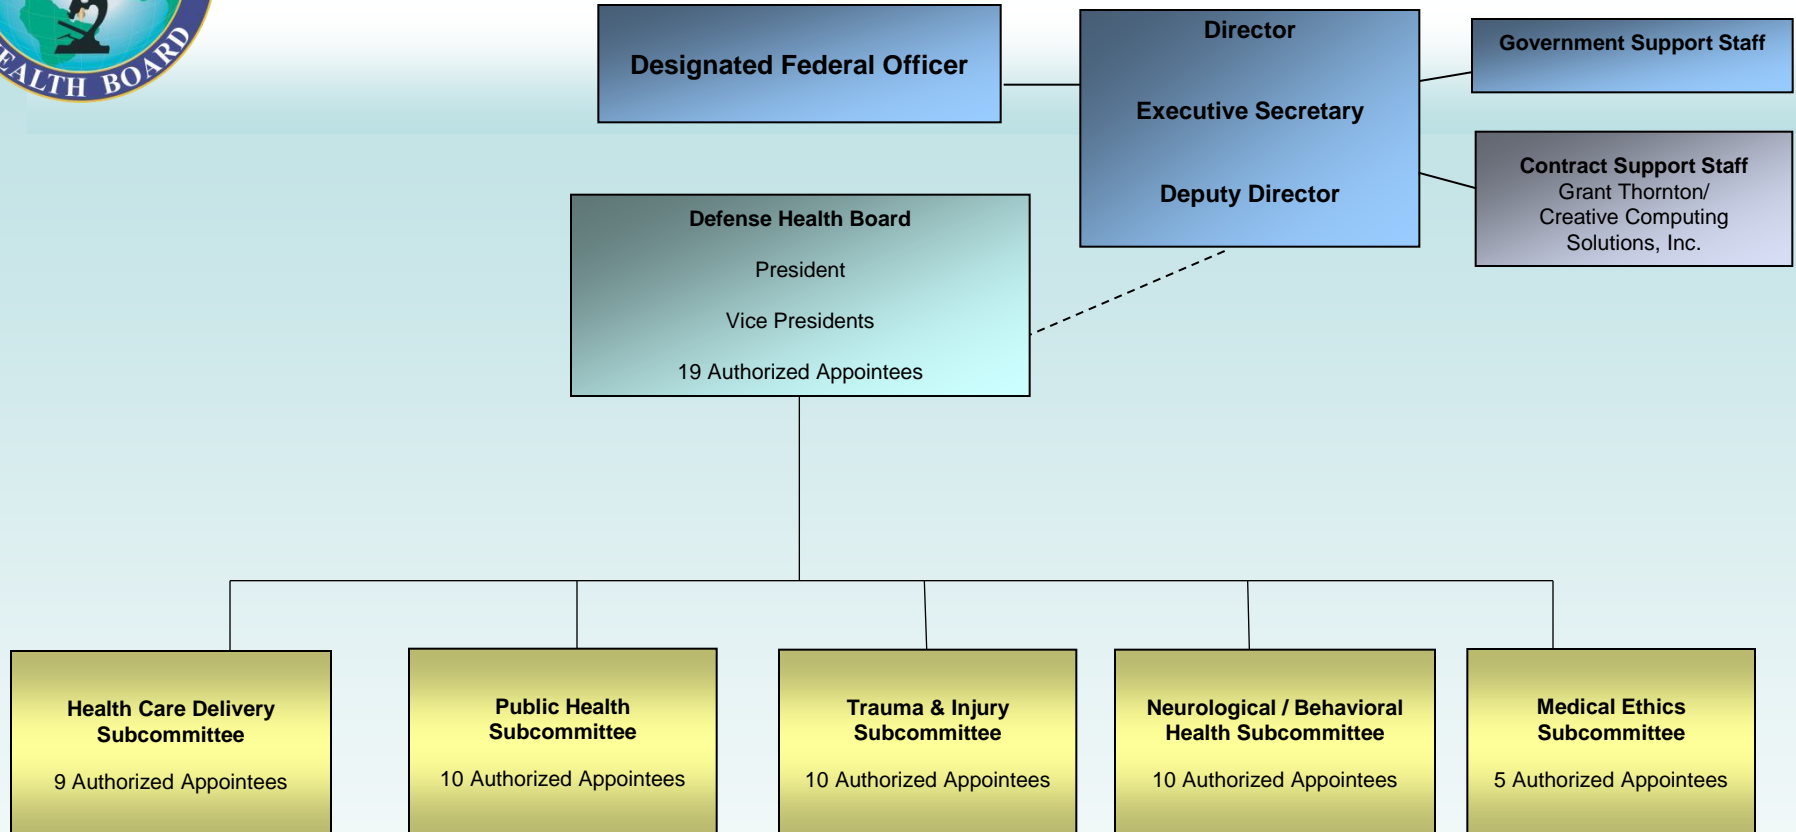 EALTH BOARD
Designated Federal Officer
Director
Executive Secretary
Deputy Director
Government Support Staff
Contract Support Staff
Grant Thornton/
Creative Computing
Solutions, Inc.
Defense Health Board
President
Vice Presidents
19 Authorized Appointees
Health Care Delivery
Subcommittee
9 Authorized Appointees
Public Health
Subcommittee
10 Authorized Appointees
Trauma & Injury
Subcommittee
10 Authorized Appointees
Neurological / Behavioral
Health Subcommittee
10 Authorized Appointees
Medical Ethics
Subcommittee
5 Authorized Appointees